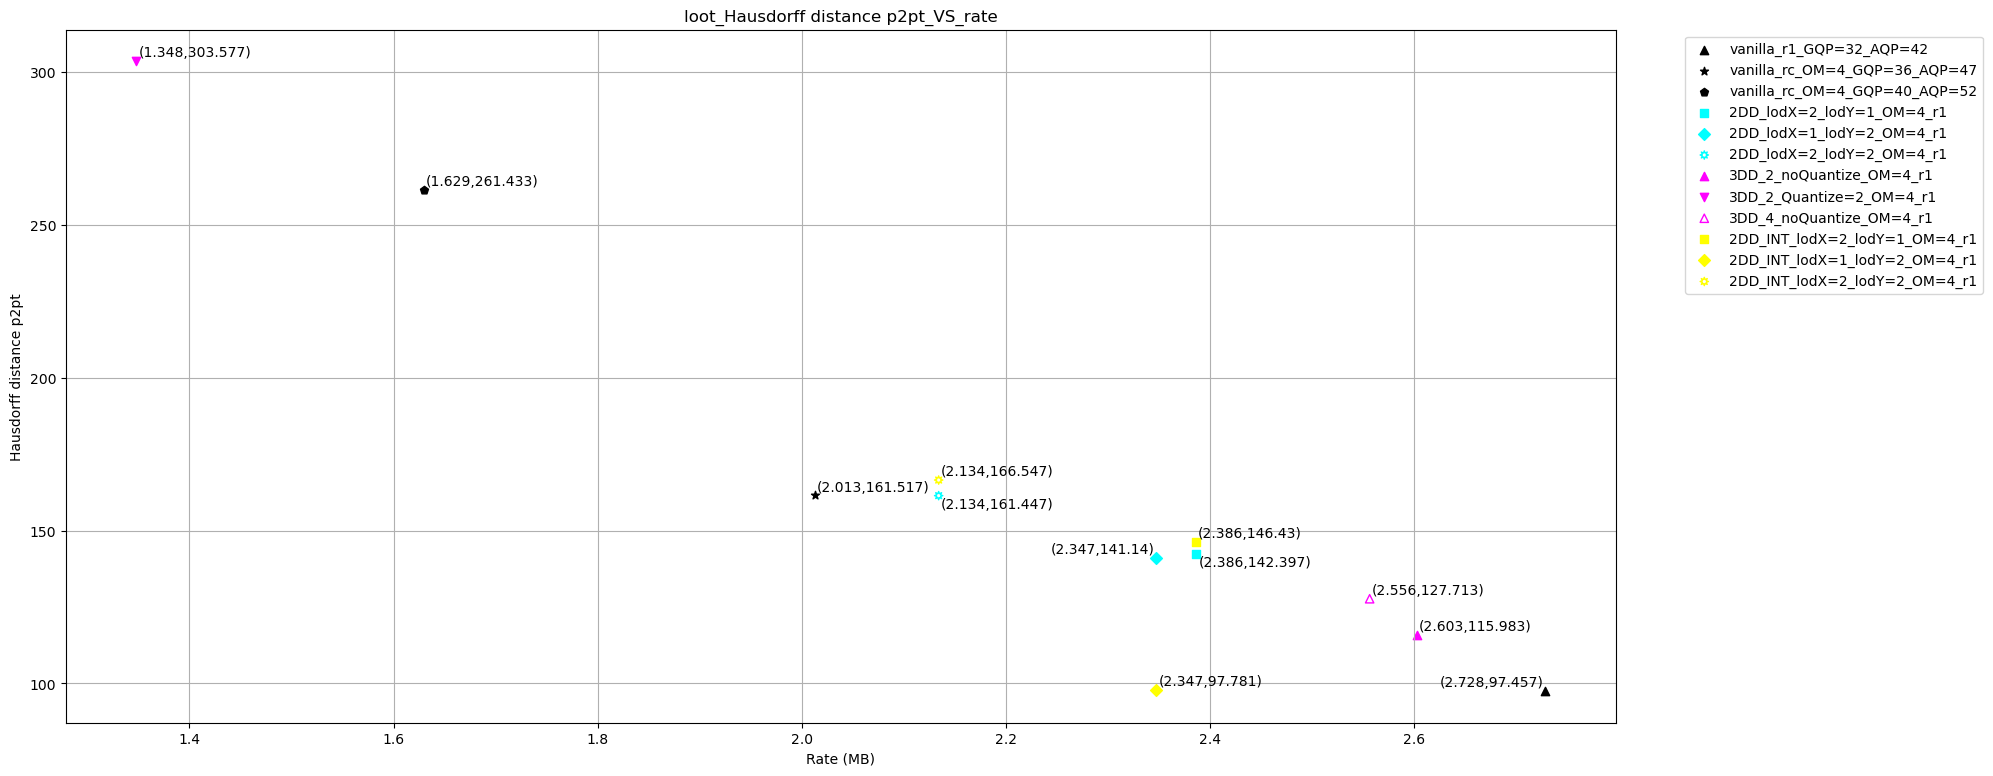 loot_Hausdorff distance p2pt_VS_rate
Hausdorff distance p2pt
300
250
200
150
100
(1.348,303.577)
(1.629,261.433)
(2.134,166.547)
(2.013,161.517)
(2.134,161.447)
(2.386,146.43)
(2.347,141.14)
(2.386,142.397)
(2.556,127.713)
(2.603,115.983)
(2.347,97.781)
(2.728,97.457)
1.4
1.6
1.8
2.0
2.2
2.4
2.6
Rate (MB)
vanilla_r1_GQP=32_AQP=42
vanilla_rc_OM=4_GQP=36_AQP=47
vanilla_rc_OM=4_GQP=40_AQP=52
2DD_lodX=2_lodY=1_OM=4_r1
2DD_lodX=1_lodY=2_OM=4_r1
2DD_lodX=2_lodY=2_OM=4_r1
3DD_2_noQuantize_OM=4_r1
3DD_2_Quantize=2_OM=4_r1
3DD_4_noQuantize_OM=4_r1
2DD_INT_lodX=2_lodY=1_OM=4_r1
2DD_INT_lodX=1_lodY=2_OM=4_r1
2DD_INT_lodX=2_lodY=2_OM=4_r1